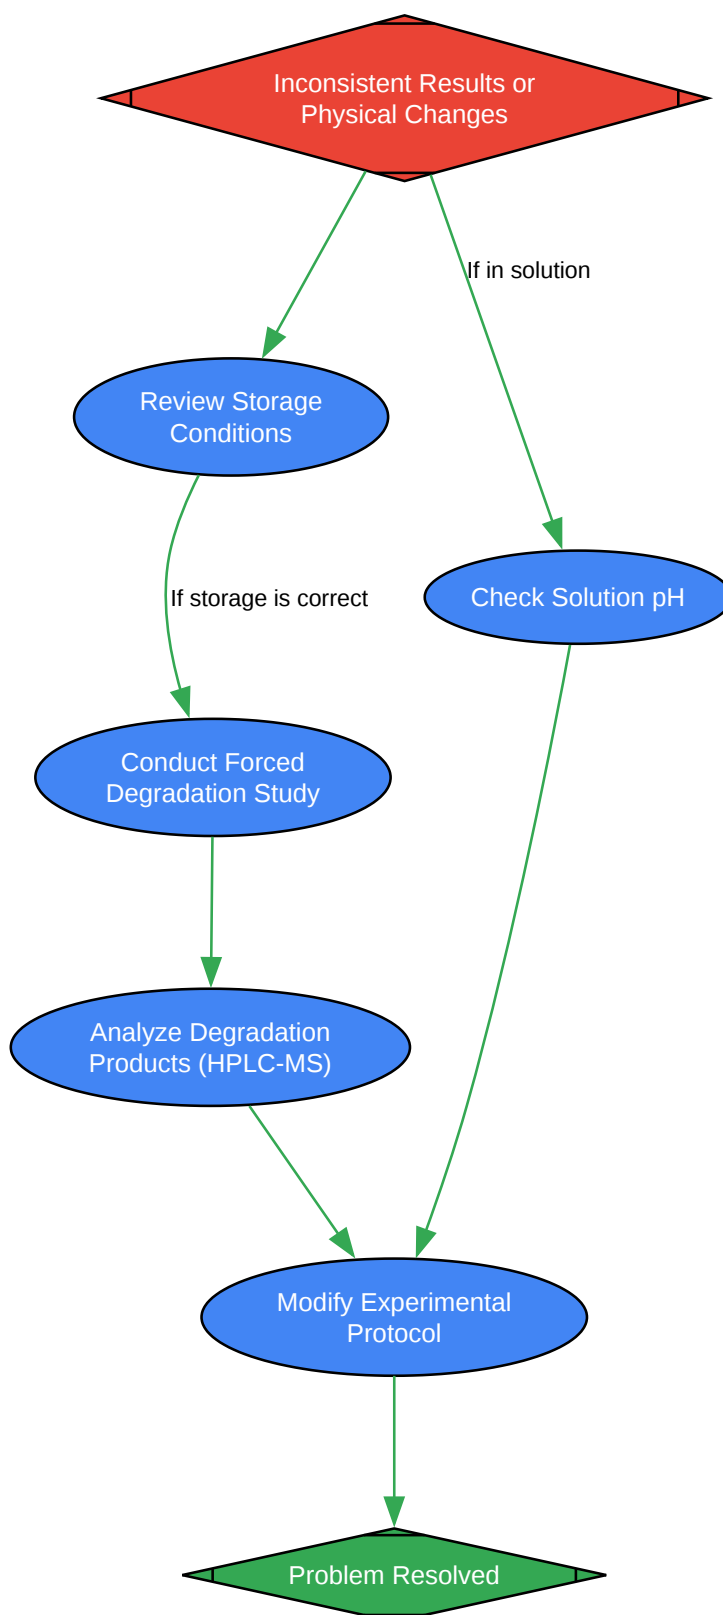 Inconsistent Results or
Physical Changes
If in solution
Review Storage
Conditions
If storage is correct
Check Solution pH
Conduct Forced
Degradation Study
Analyze Degradation
Products (HPLC-MS)
Modify Experimental
Protocol
Problem Resolved